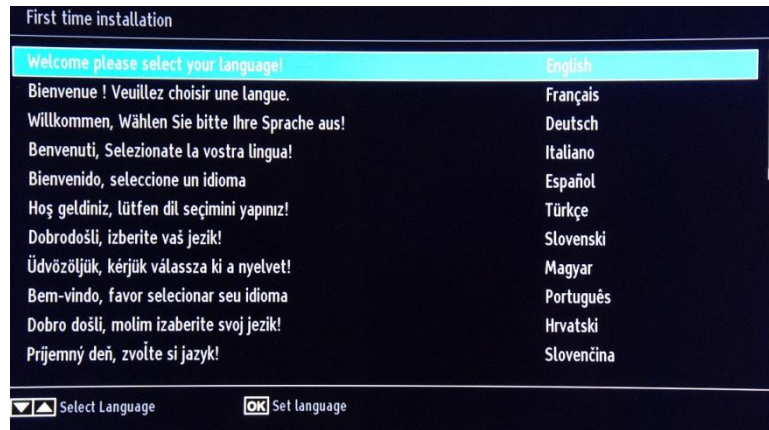 First time installation
Welcome please select your language! English
Bienvenue ! Veuillez choisir une langue. Français
Willkommen, Wählen Sie bitte Ihre Sprache aus! Deutsch
Benvenuti, Selezionate la vostra lingua! Italiano
Bienvenido, seleccione un idioma Español
Hoş geldiniz, lütfen dil seçimini yapınız! Türkçe
Dobrodošli, izberite vaš jezik! Slovenski
Üdvözöljük, kérjük válassza ki a nyelvet! Magyar
Bem-vindo, favor selecionar seu idioma Português
Dobro došli, molim izaberite svoj jezik! Hrvatski
Príjemný deň, zvoľte si jazyk! Slovenčina
Select Language OK Set language